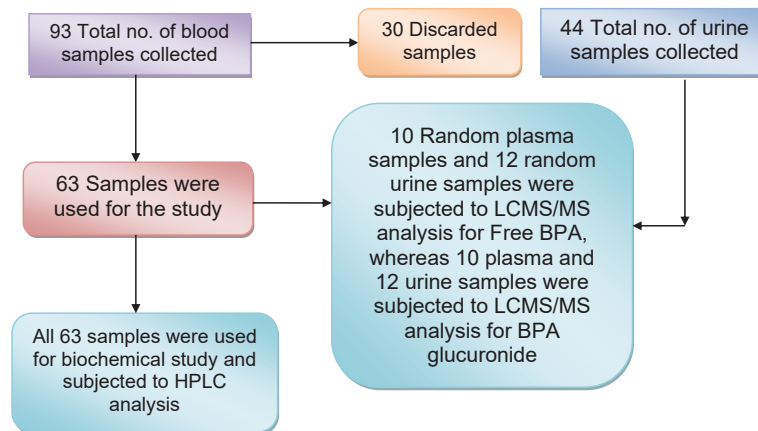 93 Total no. of blood
samples collected
30 Discarded
samples
44 Total no. of urine
samples collected
63 Samples were
used for the study
10 Random plasma
samples and 12 random
urine samples were
subjected to LCMS/MS
analysis for Free BPA,
whereas 10 plasma and
12 urine samples were
subjected to LCMS/MS
analysis for BPA
glucuronide
All 63 samples were used
for biochemical study and
subjected to HPLC
analysis